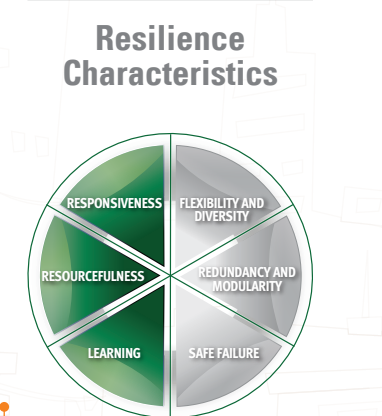 Resilience
Characteristics
RESPONSIVENESS
FLEXIBILITY AND
DIVERSITY
RESOURCEFULNESS
REDUNDANCY AND
MODULARITY
LEARNING
SAFE FAILURE